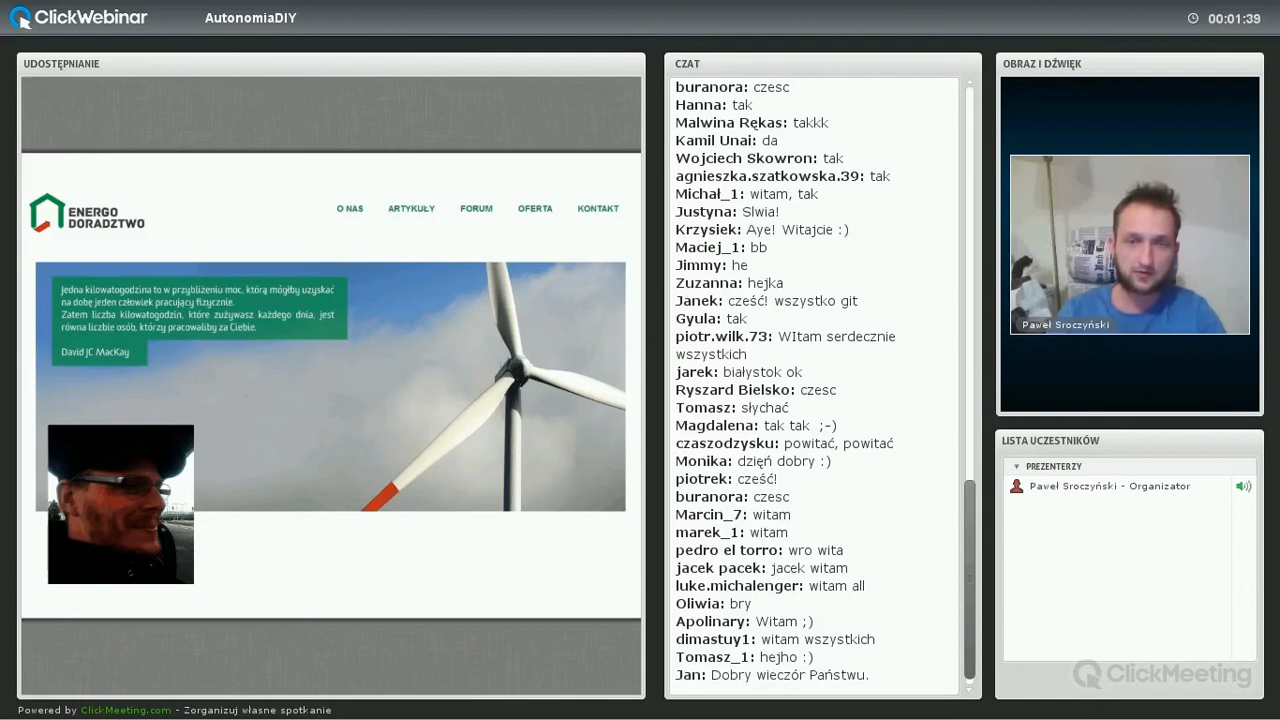 ClickWebinar
AutonomiaDIY
00:01:39
UDOSTĘPNIANIE
ENERGO
DORADZTWO
O NAS
ARTYKUŁY
FORUM
OFERTA
KONTAKT
Jedna kilowatogodzina to w przybliżeniu moc, którą mógłby uzyskać
na dobę jeden człowiek pracujący fizycznie.
Zatem liczba kilowatogodzin, które zużywasz każdego dnia, jest
równa liczbie osób, którzy pracowaliby za Ciebie.
David JC MacKay
CZAT
buranora: czesc
Hanna: tak
Malwina Rękas: takkk
Kamil Unai: da
Wojciech Skowron: tak
agnieszka.szatkowska.39: tak
Michał_1: witam, tak
Justyna: Slwia!
Krzysiek: Aye! Witajcie :)
Maciej_1: bb
Jimmy: he
Zuzanna: hejka
Janek: cześć! wszystko git
Gyula: tak
piotr.wilk.73: WItam serdecznie
wszystkich
jarek: białystok ok
Ryszard Bielsko: czesc
Tomasz: słychać
Magdalena: tak tak ;-)
czaszodzysku: powitać, powitać
Monika: dzięń dobry :)
piotrek: cześć!
buranora: czesc
Marcin_7: witam
marek_1: witam
pedro el torro: wro wita
jacek pacek: jacek witam
luke.michalenger: witam all
Oliwia: bry
Apolinary: Witam ;)
dimastuy1: witam wszystkich
Tomasz_1: hejho :)
Jan: Dobry wieczór Państwu.
OBRAZ I DŹWIĘK
Paweł Sroczyński
LISTA UCZESTNIKÓW
PREZENTERZY
Paweł Sroczyński - Organizator
ClickMeeting
Powered by ClickMeeting.com - Zorganizuj własne spotkanie